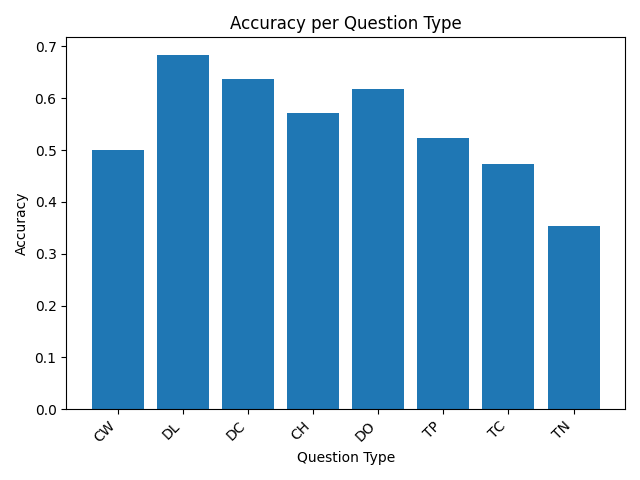 Accuracy per Question Type
Accuracy
0.7
0.6
0.5
0.4
0.3
0.2
0.1
0.0
CW
DL
DC
CH
DO
TP
TC
TN
Question Type